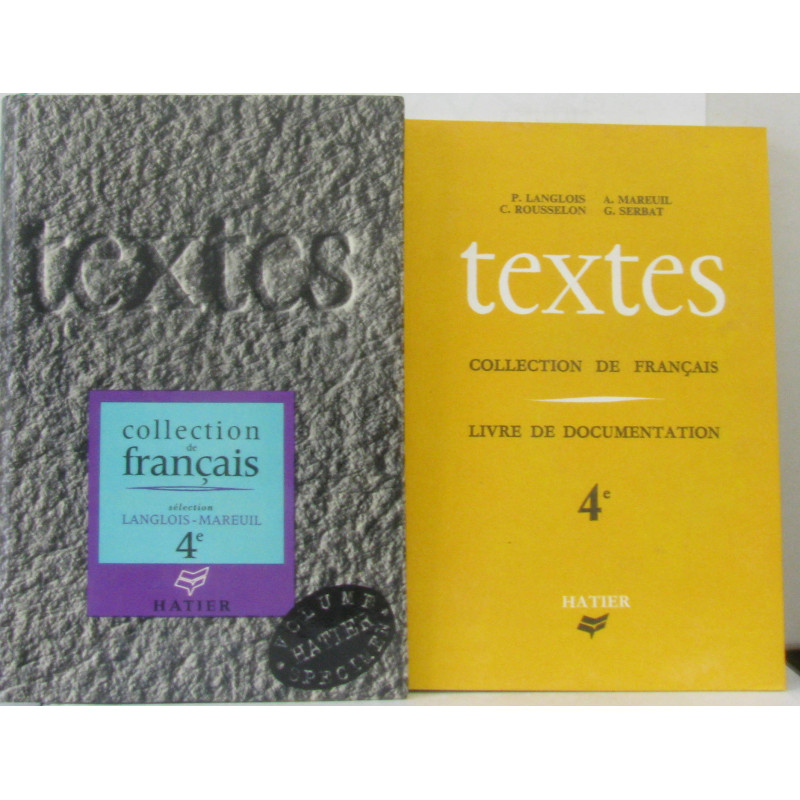 textes
collection
de
français
sélection
LANGLOIS-MAREUIL
4e
HATIER
VOLUME
HATIER
SPECIMEN
P. LANGLOIS A. MAREUIL
C. ROUSSELON G. SERBAT
textes
COLLECTION DE FRANÇAIS
LIVRE DE DOCUMENTATION
4e
HATIER